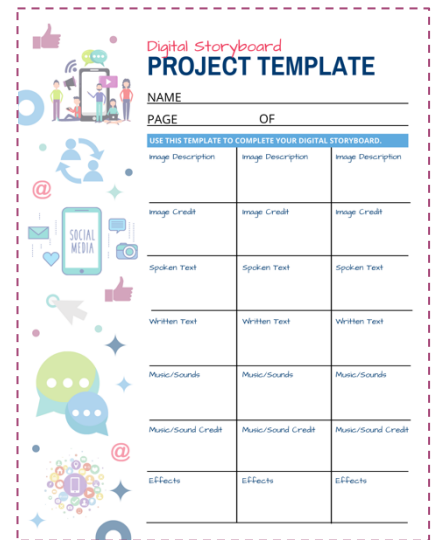 Digital Storyboard
PROJECT TEMPLATE
NAME
PAGE OF
USE THIS TEMPLATE TO COMPLETE YOUR DIGITAL STORYBOARD.
Image Description Image Description Image Description
@
Image Credit Image Credit Image Credit
SOCIAL
MEDIA
Spoken Text Spoken Text Spoken Text
Written Text Written Text Written Text
Music/Sounds Music/Sounds Music/Sounds
Music/Sound Credit Music/Sound Credit Music/Sound Credit
@
Effects Effects Effects